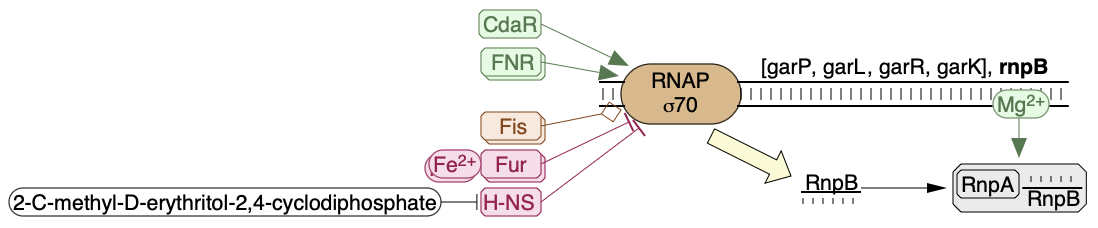 CdaR
FNR
RNAP
σ70
[garP, garL, garR, garK], rnpB
Mg2+
Fis
Fe2+ Fur
2-C-methyl-D-erythritol-2,4-cyclodiphosphate H-NS
RnpB
RnpA
RnpB